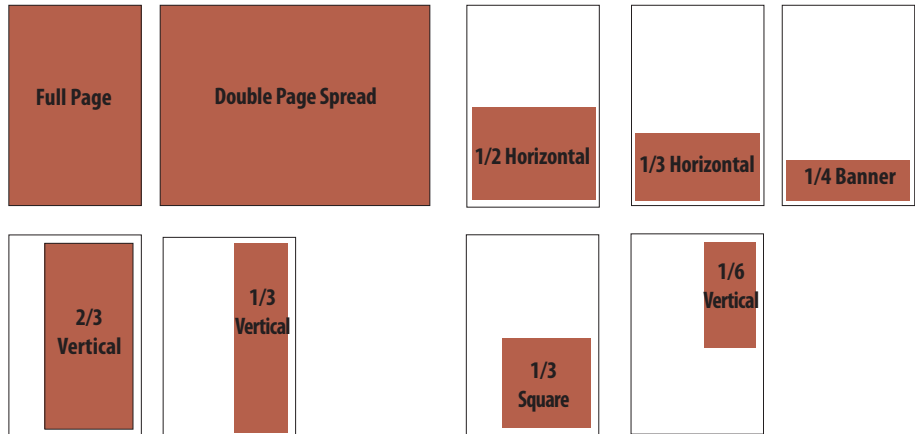 Full Page
Double Page Spread
1/2 Horizontal
1/3 Horizontal
1/4 Banner
2/3
Vertical
1/3
Vertical
1/3
Square
1/6
Vertical